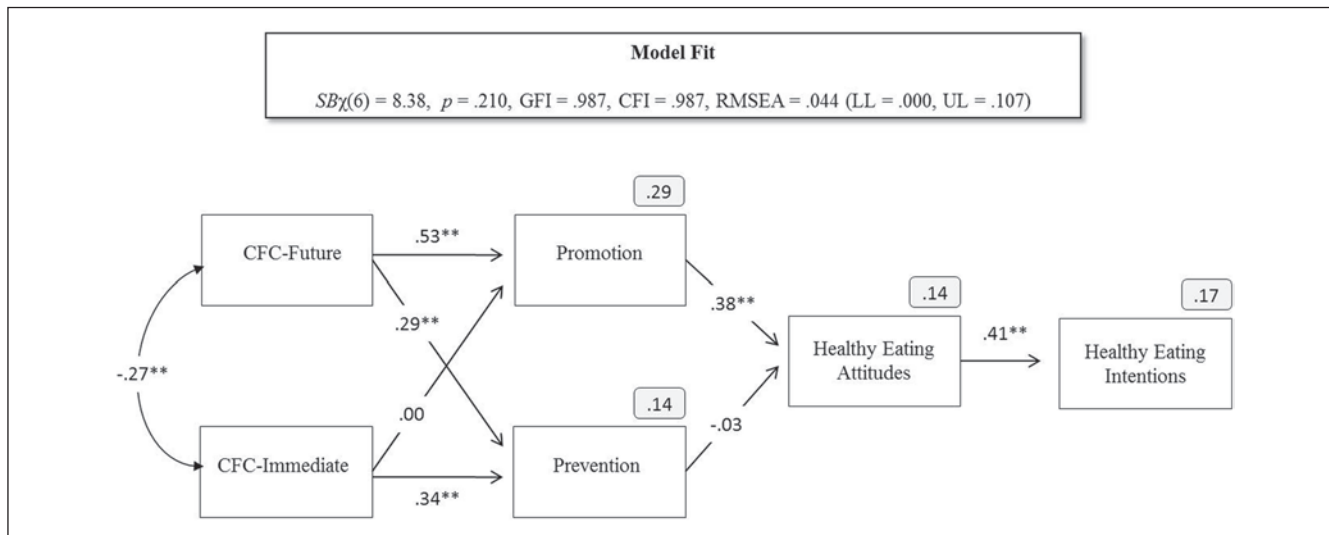 Model Fit
SBχ(6) = 8.38, p = .210, GFI = .987, CFI = .987, RMSEA = .044 (LL = .000, UL = .107)
.29
CFC-Future
.53**
Promotion
.29**
.38**
.14
.17
-.27**
Healthy Eating
Attitudes
.41**
Healthy Eating
Intentions
.00
.14
-.03
CFC-Immediate
.34**
Prevention